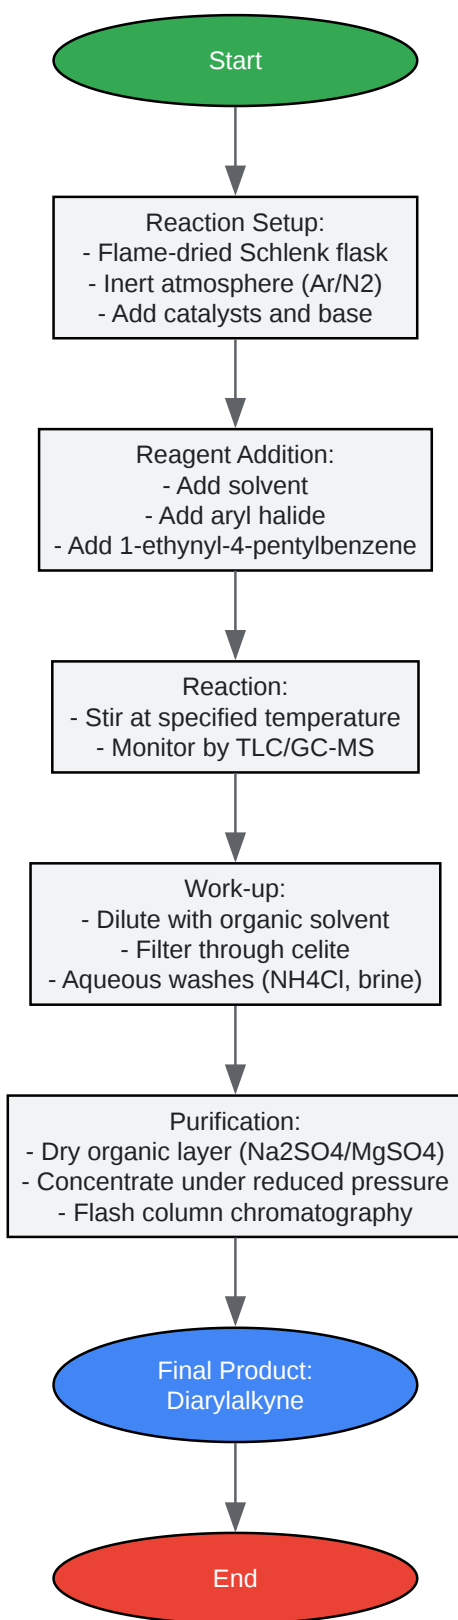 Start
Reaction Setup:
- Flame-dried Schlenk flask
- Inert atmosphere (Ar/N2)
- Add catalysts and base
Reagent Addition:
- Add solvent
- Add aryl halide
- Add 1-ethynyl-4-pentylbenzene
Reaction:
- Stir at specified temperature
- Monitor by TLC/GC-MS
Work-up:
- Dilute with organic solvent
- Filter through celite
- Aqueous washes (NH4Cl, brine)
Purification:
- Dry organic layer (Na2SO4/MgSO4)
- Concentrate under reduced pressure
- Flash column chromatography
Final Product:
Diarylalkyne
End